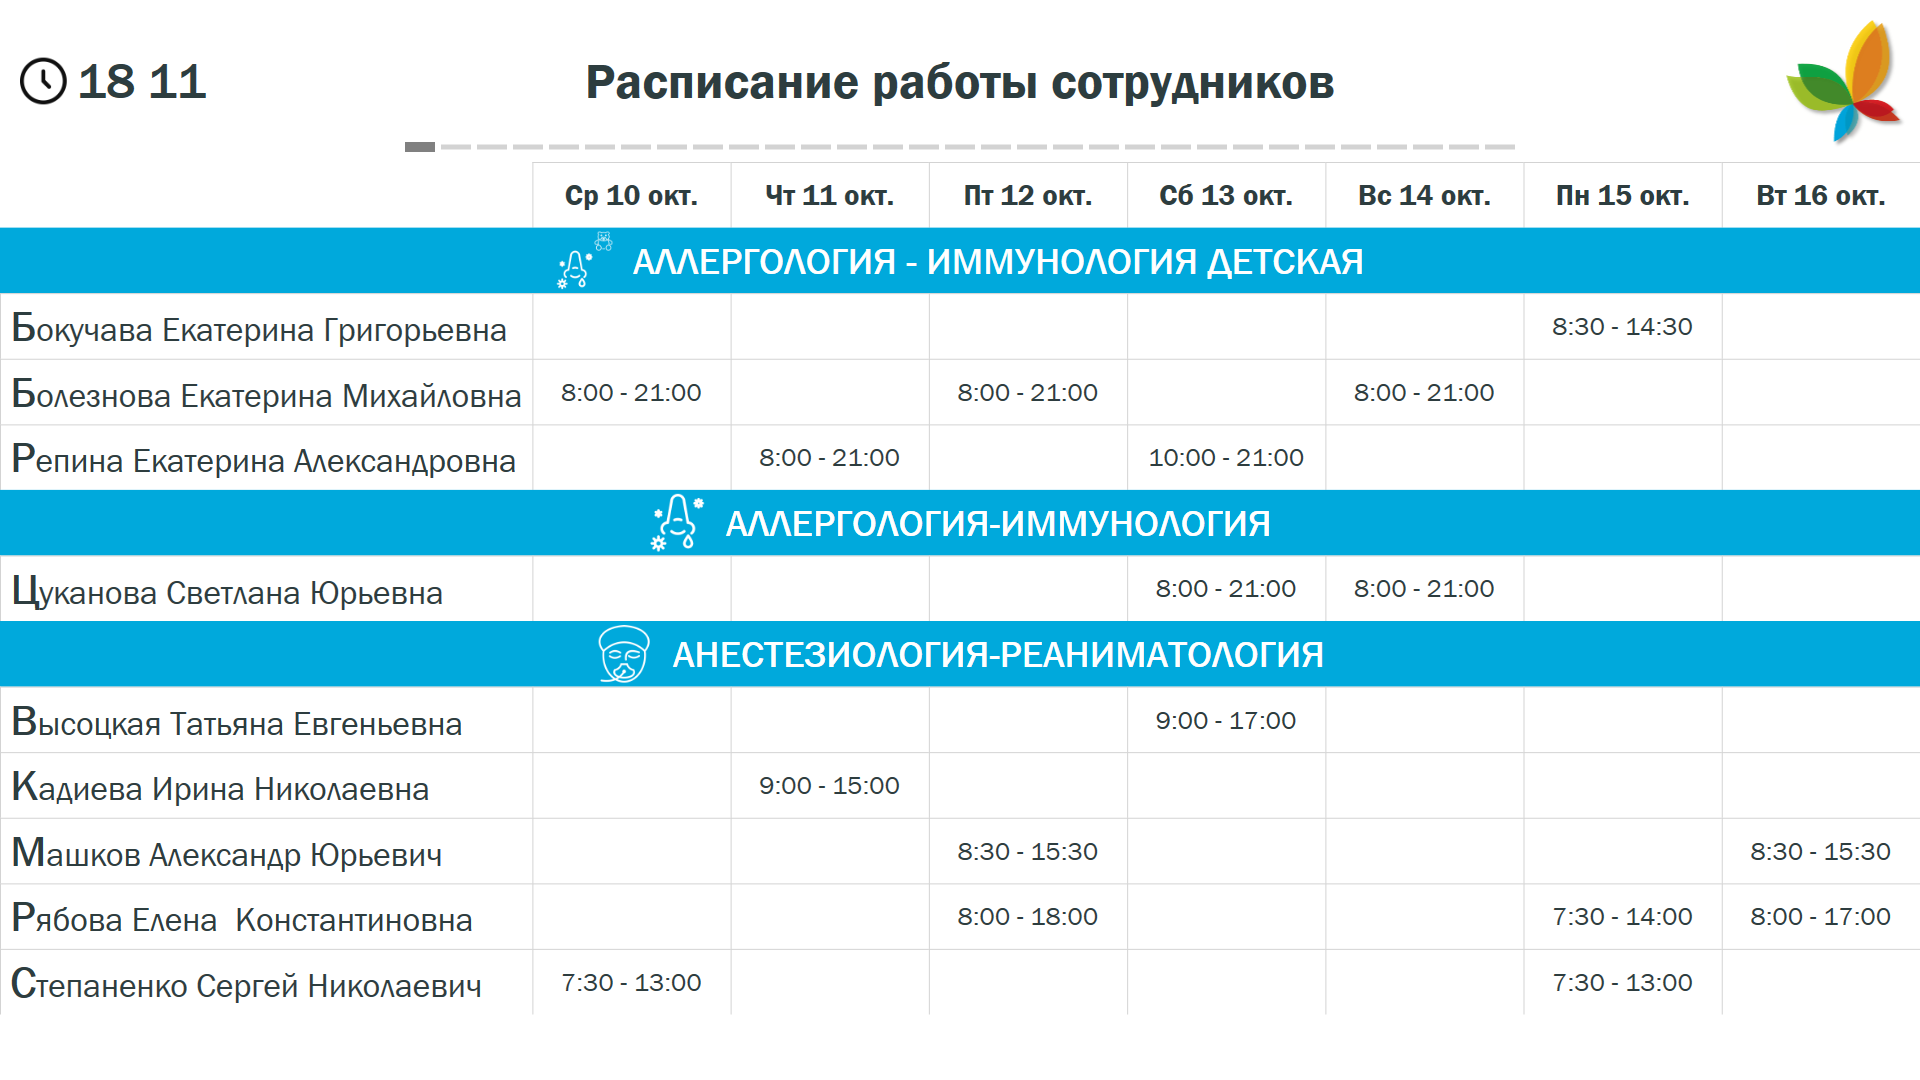 18 11
Расписание работы сотрудников
Ср 10 окт. Чт 11 окт. Пт 12 окт. Сб 13 окт. Вс 14 окт. Пн 15 окт. Вт 16 окт.
АЛЛЕРГОЛОГИЯ - ИММУНОЛОГИЯ ДЕТСКАЯ
Бокучава Екатерина Григорьевна 8:30 - 14:30
Болезнова Екатерина Михайловна 8:00 - 21:00 8:00 - 21:00 8:00 - 21:00
Репина Екатерина Александровна 8:00 - 21:00 10:00 - 21:00
АЛЛЕРГОЛОГИЯ-ИММУНОЛОГИЯ
Цуканова Светлана Юрьевна 8:00 - 21:00 8:00 - 21:00
АНЕСТЕЗИОЛОГИЯ-РЕАНИМАТОЛОГИЯ
Высоцкая Татьяна Евгеньевна 9:00 - 17:00
Кадиева Ирина Николаевна 9:00 - 15:00
Машков Александр Юрьевич 8:30 - 15:30 8:30 - 15:30
Рябова Елена Константиновна 8:00 - 18:00 7:30 - 14:00 8:00 - 17:00
Степаненко Сергей Николаевич 7:30 - 13:00 7:30 - 13:00